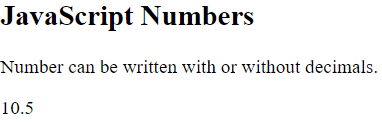 JavaScript Numbers
Number can be written with or without decimals.
10.5